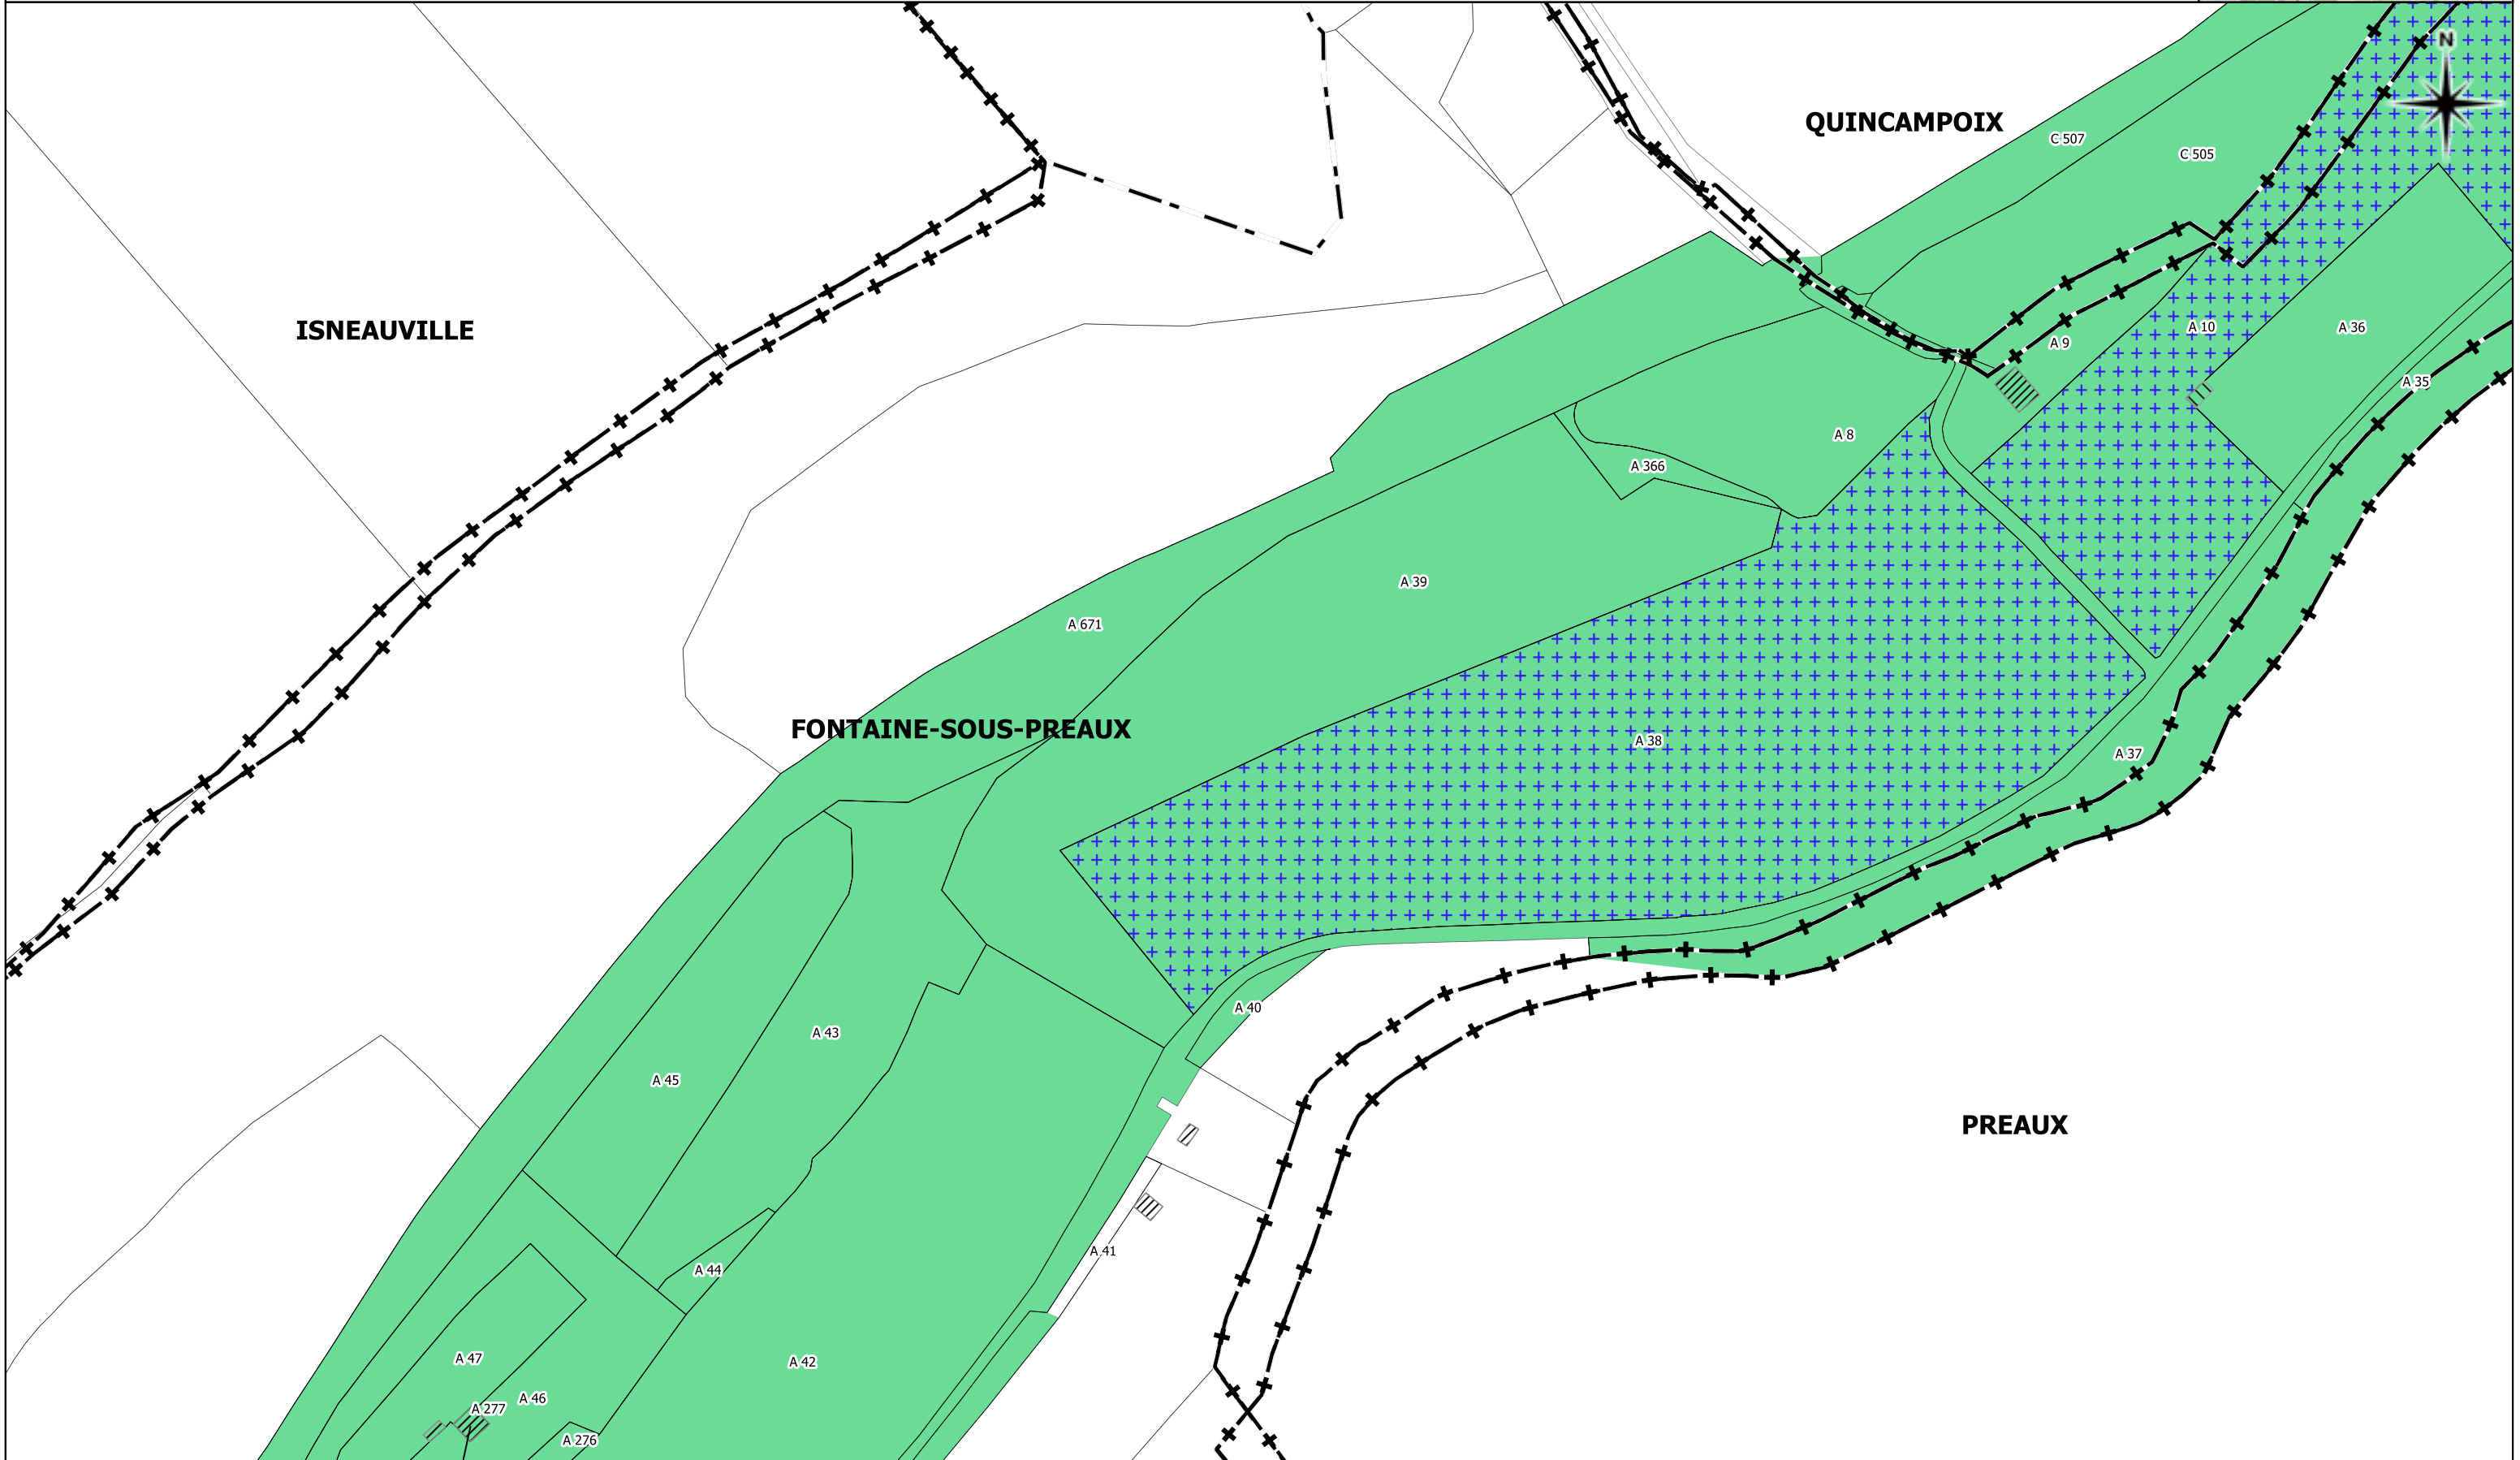 N
QUINCAMPOIX
C 507
C 505
ISNEAUVILLE
A 10
A 36
A 9
A 35
A 8
A 366
A 39
A 671
FONTAINE-SOUS-PREAUX
A 38
A 37
A 40
A 43
A 45
PREAUX
A 41
A 44
A 47
A 42
A 46
A 277
A 276